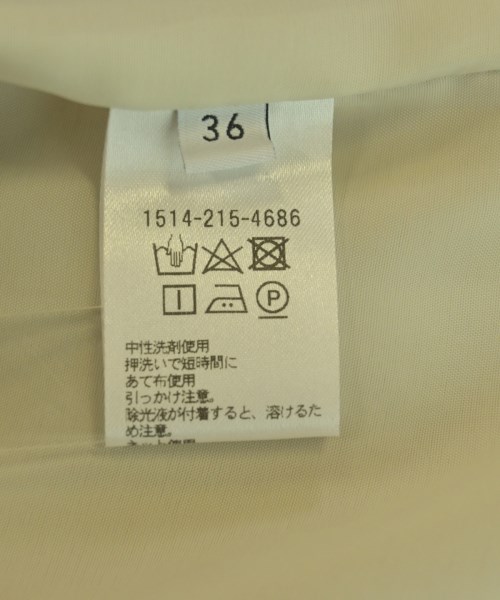 36
1514-215-4686
P
中性洗剤使用
押洗いで短時間に
あて布使用
引っかけ注意。
除光液が付着すると、溶けるた
め注意。